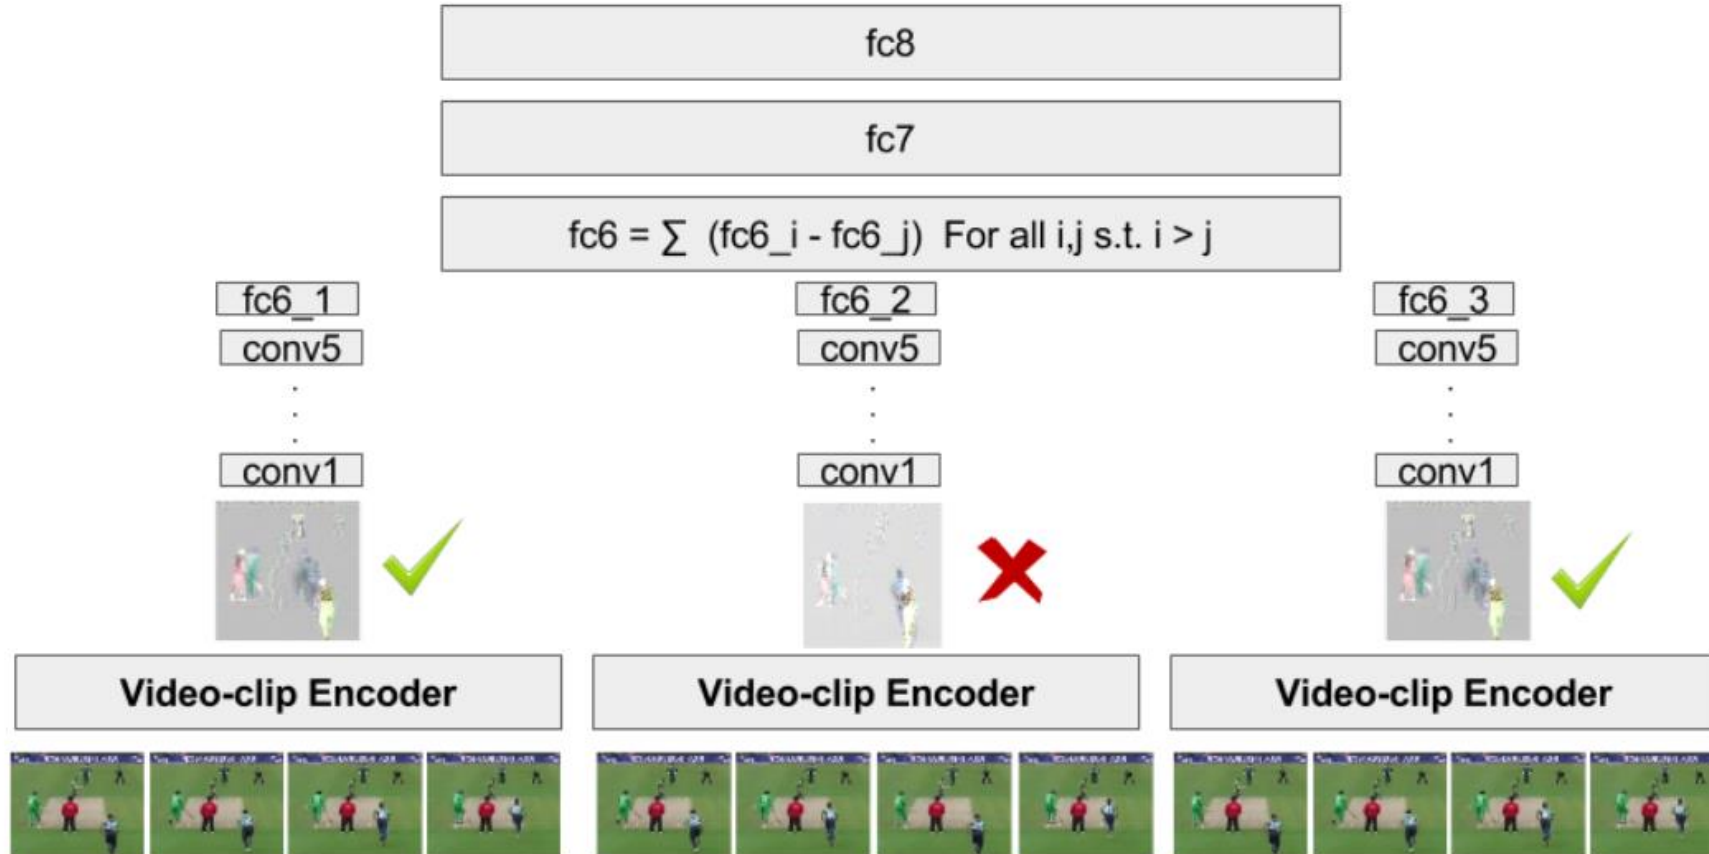 fc8
fc7
fc6 = ∑ (fc6_i - fc6_j) For all i,j s.t. i > j
fc6_1 fc6_2 fc6_3
conv5 conv5 conv5
conv1 conv1 conv1
Video-clip Encoder Video-clip Encoder Video-clip Encoder